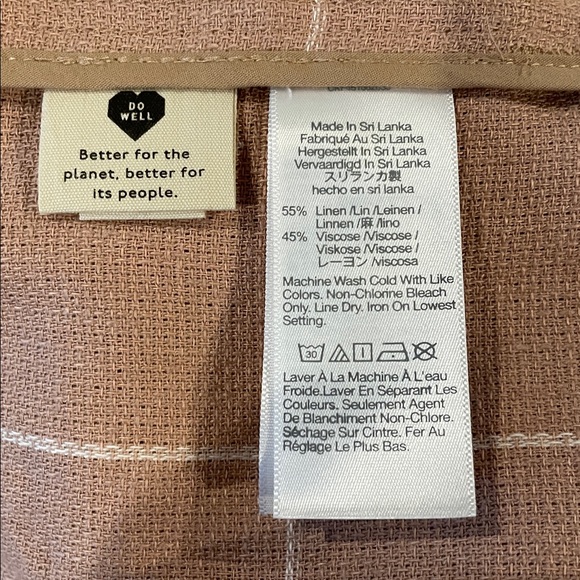 DO
WELL
Better for the
planet, better for
its people.
Made In Sri Lanka
Fabriqué Au Sri Lanka
Hergestellt In Sri Lanka
Vervaardigd In Sri Lanka
スリランカ製
hecho en sri lanka
55% Linen /Lin /Leinen /
Linnen /麻 /lino
45% Viscose /Viscose /
Viskose /Viscose /
レーヨン /viscosa
Machine Wash Cold With Like
Colors. Non-Chlorine Bleach
Only. Line Dry. Iron On Lowest
Setting.
30
Laver À La Machine À L'eau
Froide.Laver En Séparant Les
Couleurs. Seulement Agent
De Blanchiment Non-Chlore.
Séchage Sur Cintre. Fer Au
Réglage Le Plus Bas.